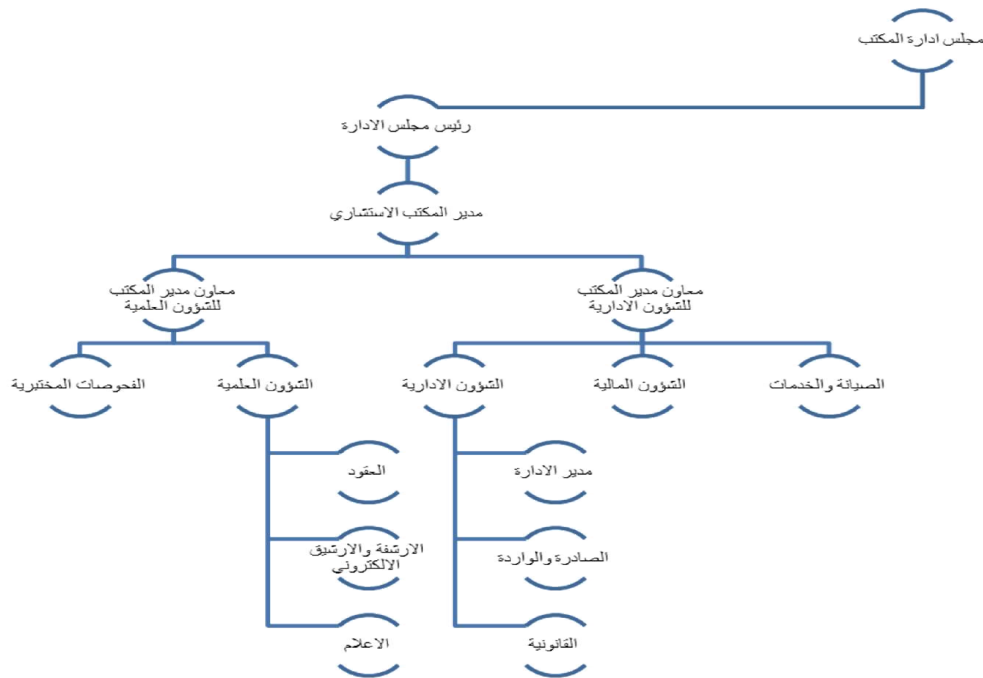 مجلس ادارة المكتب
رئيس مجلس الادارة
مدير المكتب الاستشاري
معاون مدير المكتب
للشؤون الادارية
معاون مدير المكتب
للشؤون العلمية
الصيانة والخدمات
الشؤون المالية
الشؤون الادارية
الشؤون العلمية
الفحوصات المختبرية
مدير الادارة
الصادرة والواردة
القانونية
العقود
الارشفة والارشيق
الالكتروني
الاعلام